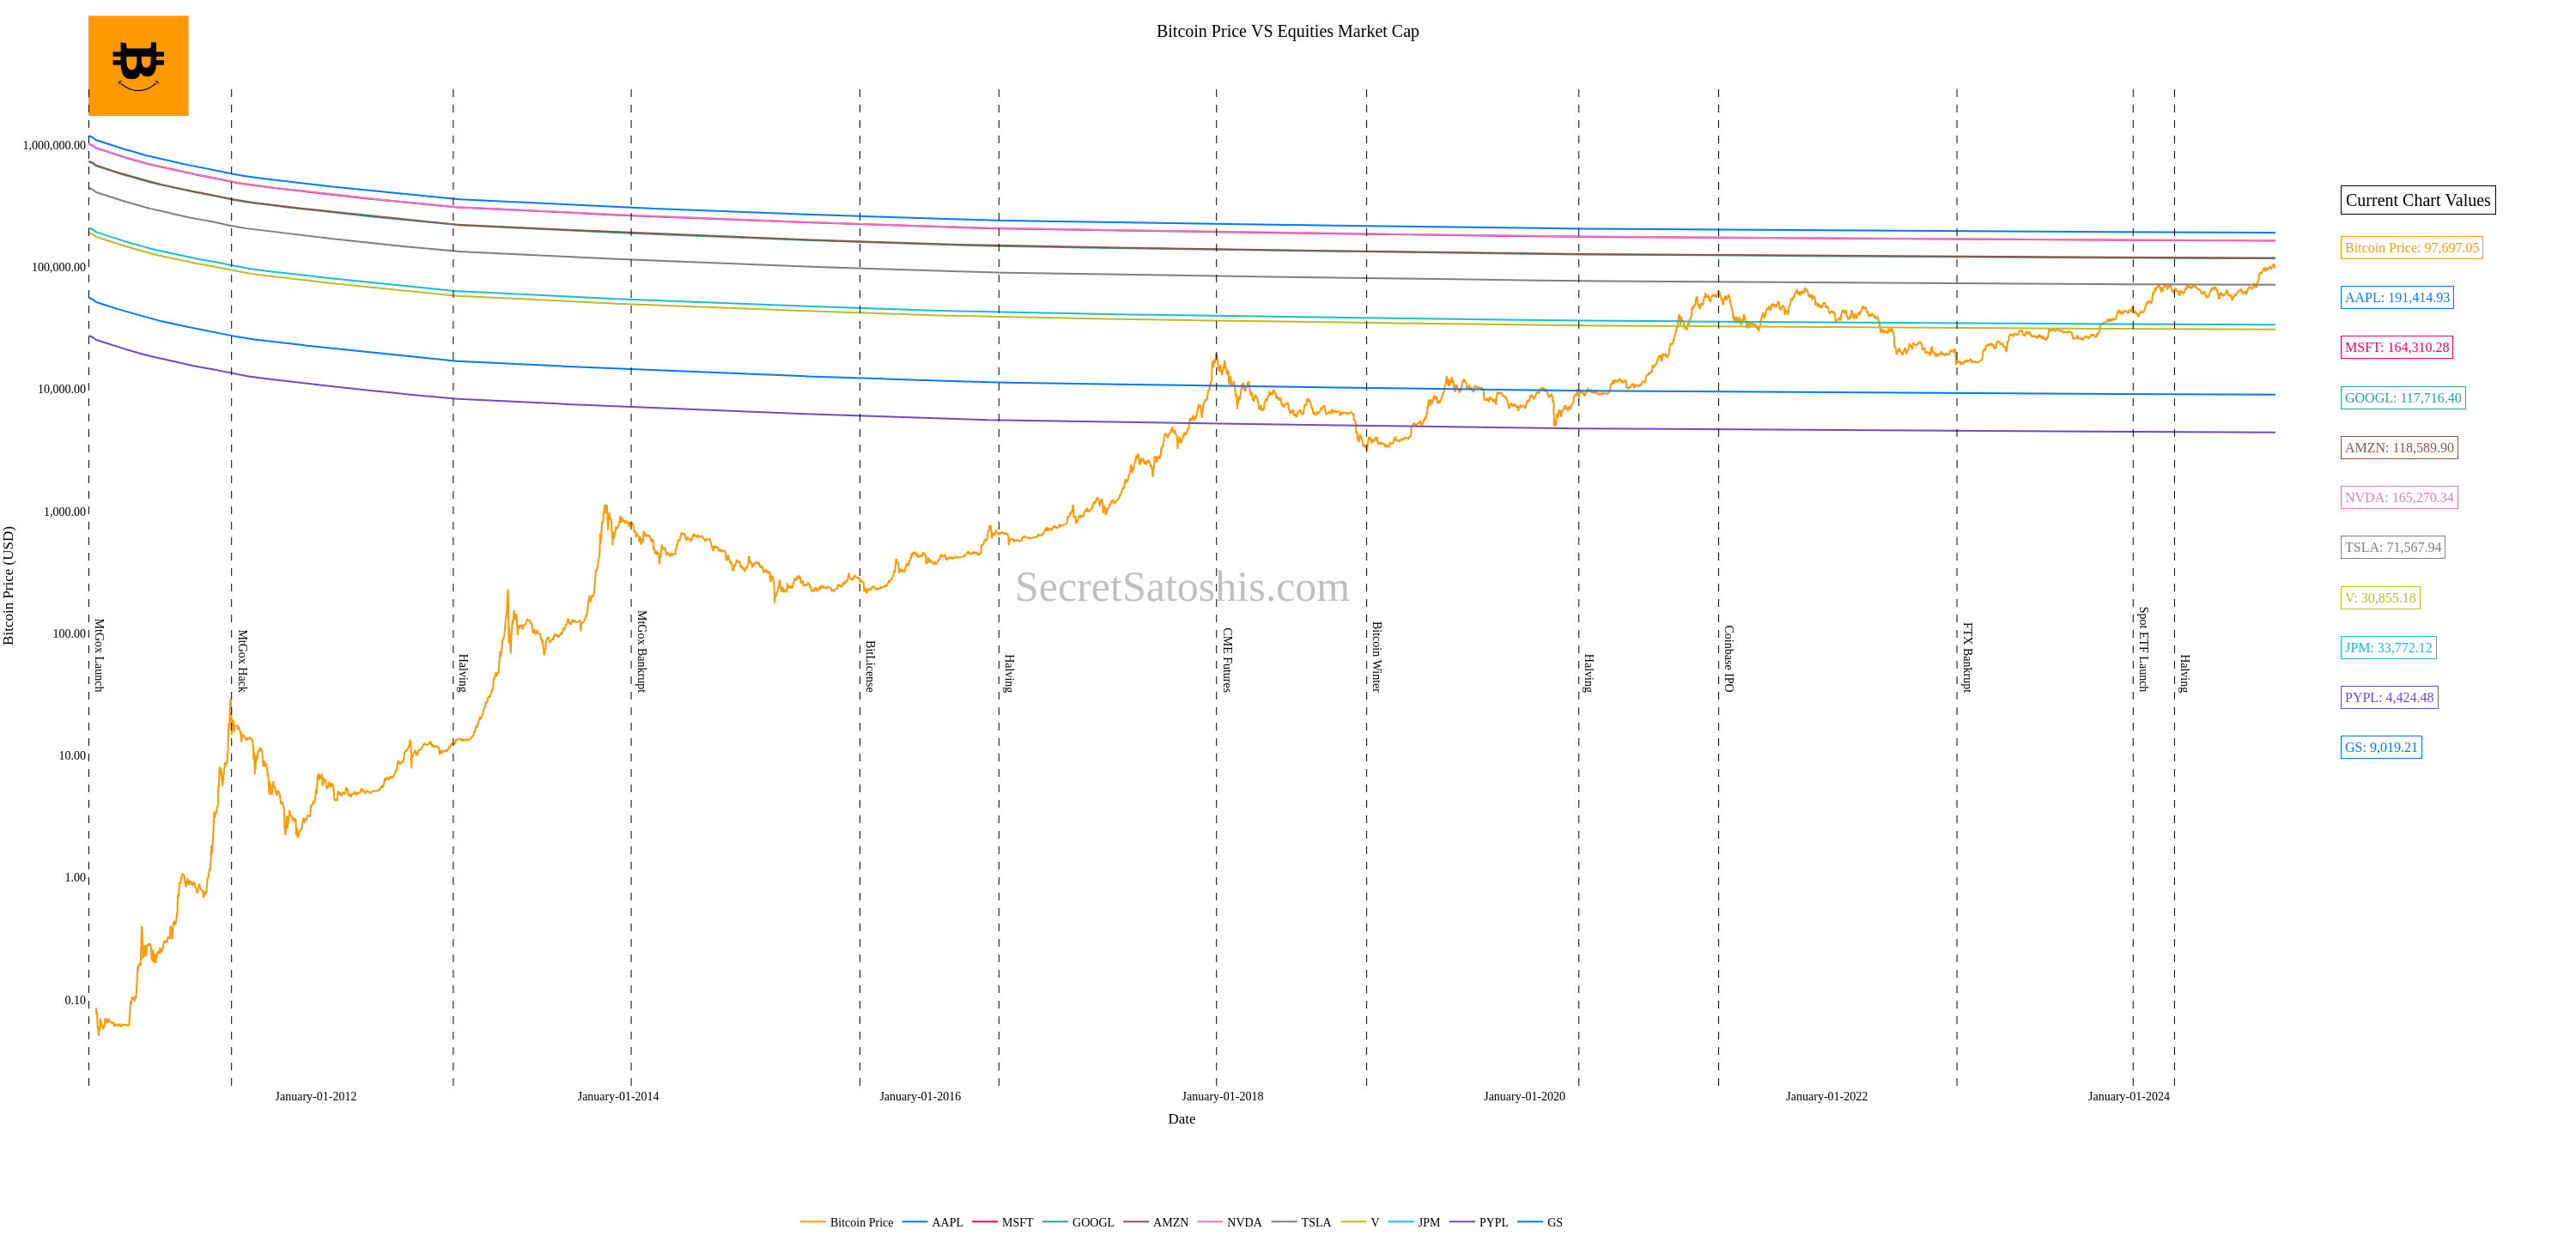 Bitcoin Price VS Equities Market Cap
1,000,000.00
100,000.00
10,000.00
1,000.00
100.00
10.00
1.00
0.10
Bitcoin Price (USD)
MtGox Launch
MtGox Hack
Halving
MtGox Bankrupt
BitLicense
Halving
CME Futures
Bitcoin Winter
Halving
Coinbase IPO
FTX Bankrupt
Spot ETF Launch
Halving
SecretSatoshis.com
January-01-2012
January-01-2014
January-01-2016
January-01-2018
January-01-2020
January-01-2022
January-01-2024
Date
Current Chart Values
Bitcoin Price: 97,697.05
AAPL: 191,414.93
MSFT: 164,310.28
GOOGL: 117,716.40
AMZN: 118,589.90
NVDA: 165,270.34
TSLA: 71,567.94
V: 30,855.18
JPM: 33,772.12
PYPL: 4,424.48
GS: 9,019.21
Bitcoin Price AAPL MSFT GOOGL AMZN NVDA TSLA V JPM PYPL GS